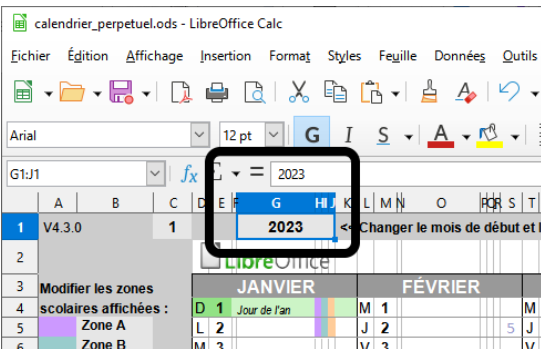 calendrier_perpetuel.ods - LibreOffice Calc
Fichier Édition Affichage Insertion Format Styles Feuille Données Outils
Arial 12 pt G I S A
G1:J1 fx Σ = 2023
A B C D E F G H I J K L M N O P Q R S T
1 V4.3.0 1 2023 << Changer le mois de début et l
2 LibreOffice
3 Modifier les zones JANVIER FÉVRIER
4 scolaires affichées : D 1 Jour de l'an M 1 M
5 Zone A L 2 J 2 5 J
6 Zone B M 3 V 3 V